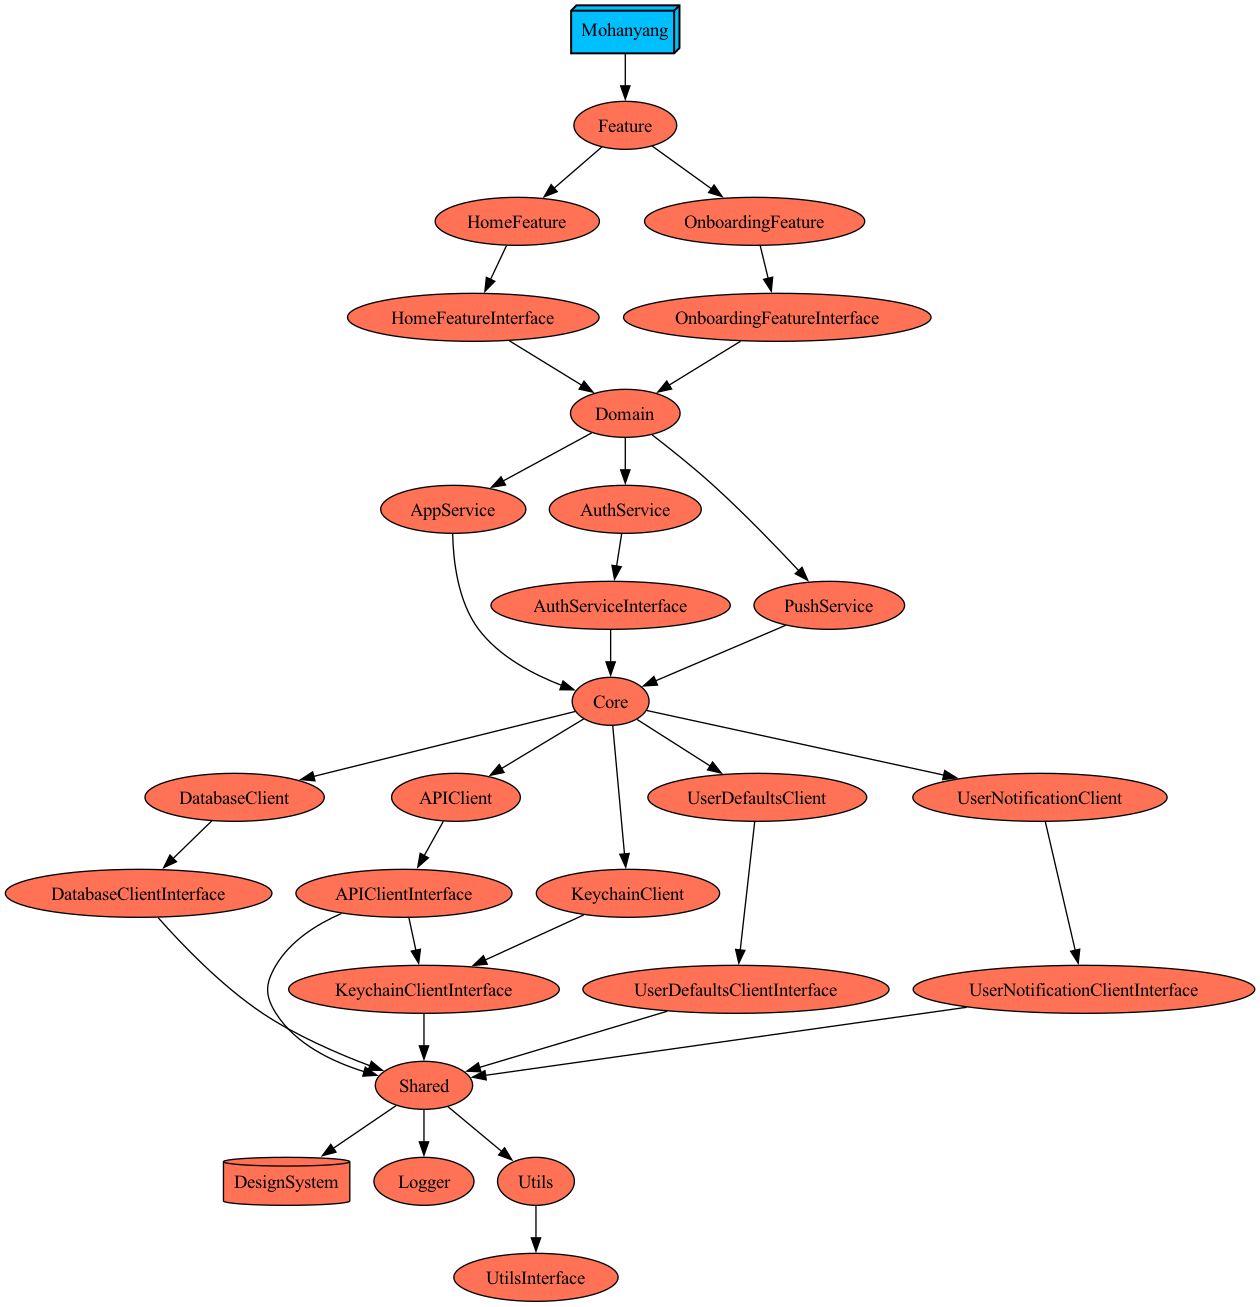 Mohanyang
Feature
HomeFeature
OnboardingFeature
HomeFeatureInterface
OnboardingFeatureInterface
Domain
AppService
AuthService
AuthServiceInterface
PushService
Core
DatabaseClient
APIClient
UserDefaultsClient
UserNotificationClient
DatabaseClientInterface
APIClientInterface
KeychainClient
KeychainClientInterface
UserDefaultsClientInterface
UserNotificationClientInterface
Shared
DesignSystem
Logger
Utils
UtilsInterface